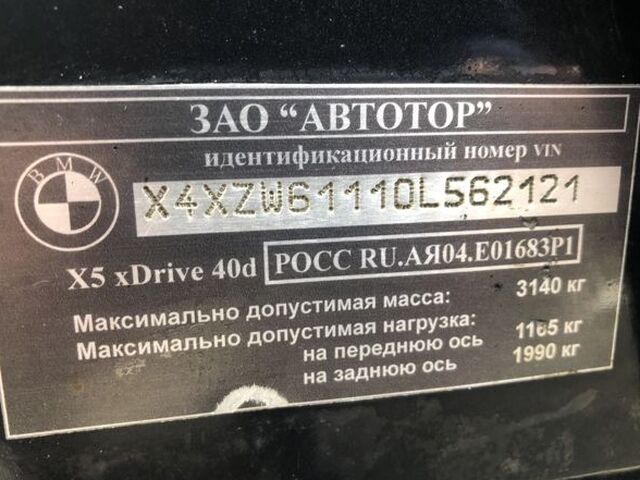 ЗАО “АВТОТОР”
идентификационный номер VIN
BMW
X4XZW61110L562121
X5 xDrive 40d РОСС RU.АЯ04.Е01683Р1
Максимально допустимая масса: 3140 кг
Максимально допустимая нагрузка:
на переднюю ось 1165 кг
на заднюю ось 1990 кг